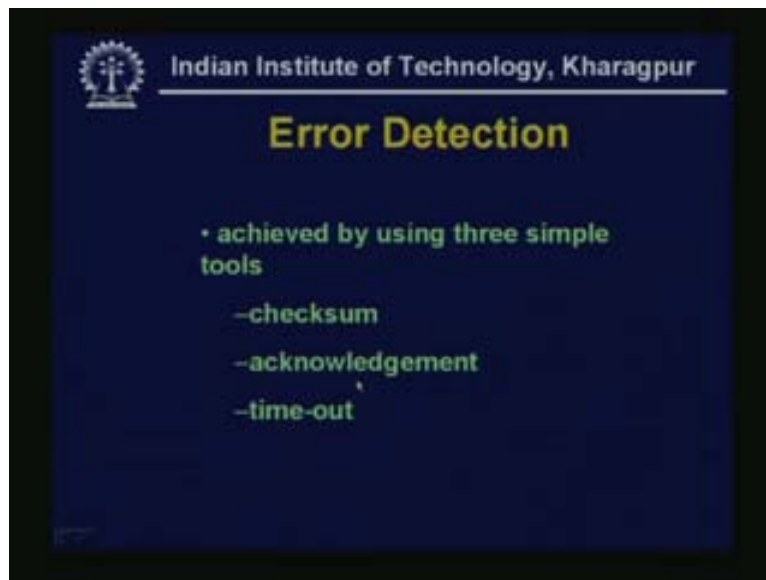 Indian Institute of Technology, Kharagpur
Error Detection
• achieved by using three simple
tools
–checksum
–acknowledgement
–time-out